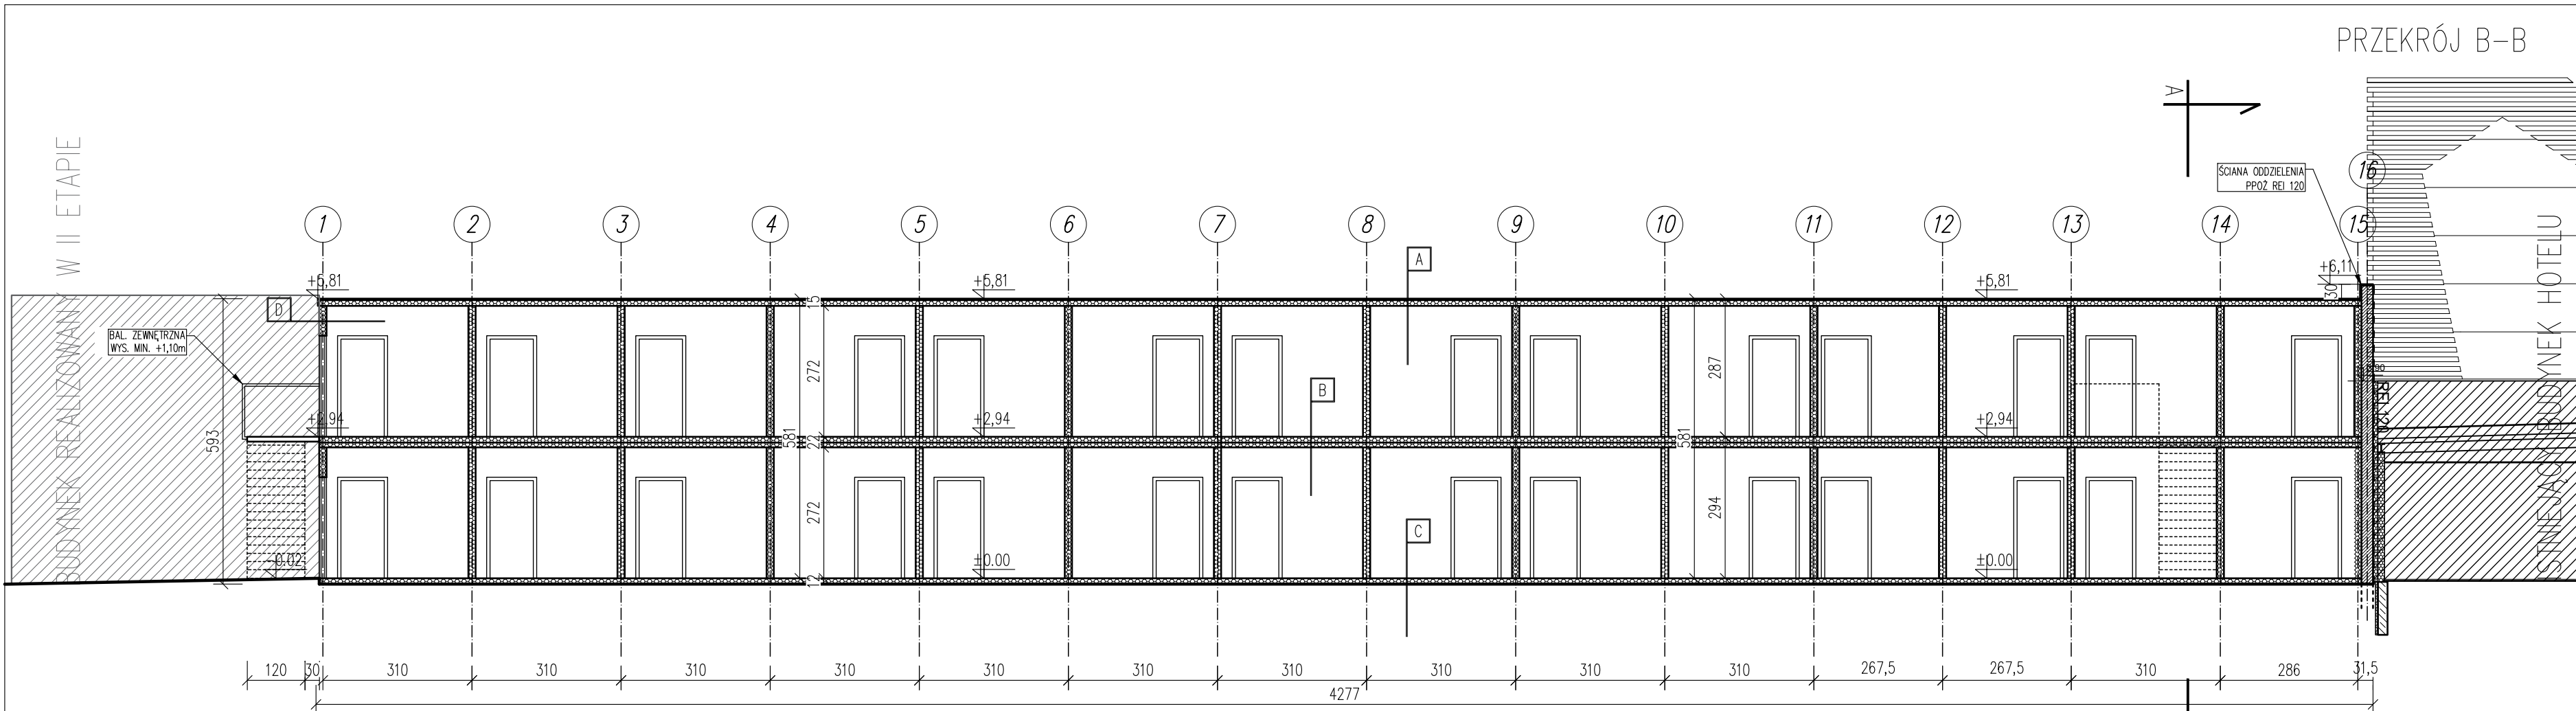 PRZEKRÓJ B-B
A
BUDYNEK REALIZOWANY W II ETAPIE
ŚCIANA ODDZIELENIA
PPOŻ REI 120
16
1 2 3 4 5 6 7 8 9 10 11 12 13 14 15
A
+5,81 +5,81 +5,81 +6,11
30
D
15
BAL. ZEWNĘTRZNA
WYS. MIN. +1,10m
272
287
B
REI 120
ISTNIEJĄCY BUDYNEK HOTELU
+2,94 +2,94 +2,94
593
581
22
581
272
294
C
-0.02 ±0.00 ±0.00
12
120 30 310 310 310 310 310 310 310 310 310 310 267,5 267,5 310 286 31,5
4277